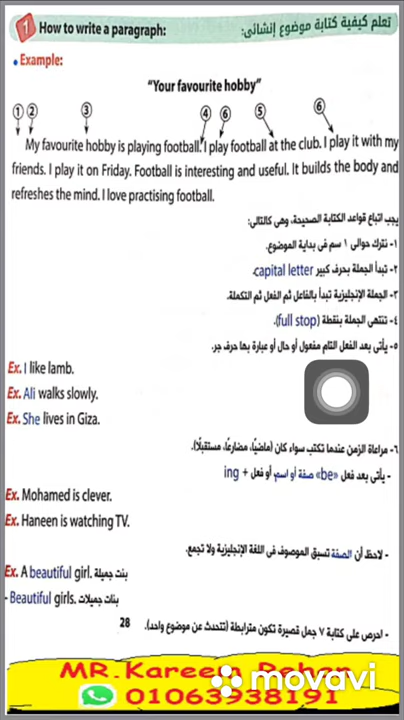 1 How to write a paragraph:
تعلم كيفية كتابة موضوع إنشائى:
• Example:
"Your favourite hobby"
1 2 3 4 6 5 6
My favourite hobby is playing football. I play football at the club. I play it with my
friends. I play it on Friday. Football is interesting and useful. It builds the body and
refreshes the mind. I love practising football.
يجب اتباع قواعد الكتابة الصحيحة، وهى كالتالى:
١- نترك حوالى ١ سم فى بداية الموضوع.
٢- تبدأ الجملة بحرف كبير capital letter.
٣- الجملة الإنجليزية تبدأ بالفاعل ثم الفعل ثم التكملة.
٤- تنتهى الجملة بنقطة (full stop).
٥- يأتى بعد الفعل التام مفعول أو حال أو عبارة بها حرف جر.
Ex. I like lamb.
Ex. Ali walks slowly.
Ex. She lives in Giza.
٦- مراعاة الزمن عندما تكتب سواء كان (ماضيًا، مضارعًا، مستقبلًا).
- يأتى بعد فعل «be» صفة أو اسم، أو فعل + ing
Ex. Mohamed is clever.
Ex. Haneen is watching TV.
- لاحظ أن الصفة تسبق الموصوف فى اللغة الإنجليزية ولا تجمع.
Ex. A beautiful girl. بنت جميلة
- Beautiful girls. بنات جميلات
- احرص على كتابة ٧ جمل قصيرة تكون مترابطة (تتحدث عن موضوع واحد).
28
MR.Kareem
movavi
01063938191